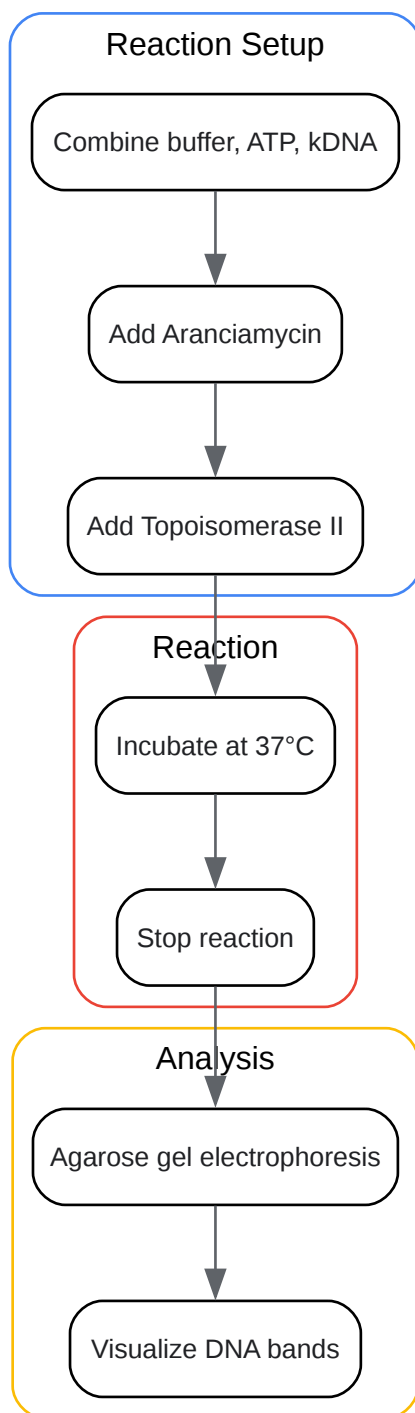 Reaction Setup
Combine buffer, ATP, kDNA
Add Aranciamycin
Add Topoisomerase II
Reaction
Incubate at 37°C
Stop reaction
Analysis
Agarose gel electrophoresis
Visualize DNA bands